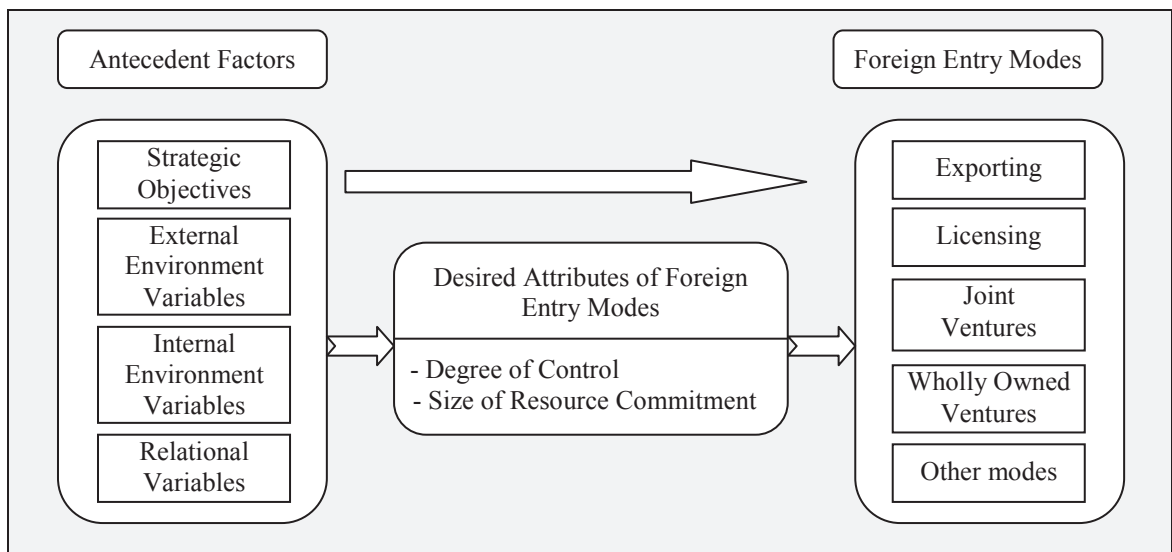 Antecedent Factors
Foreign Entry Modes
Strategic
Objectives
External
Environment
Variables
Internal
Environment
Variables
Relational
Variables
Desired Attributes of Foreign
Entry Modes
- Degree of Control
- Size of Resource Commitment
Exporting
Licensing
Joint
Ventures
Wholly Owned
Ventures
Other modes